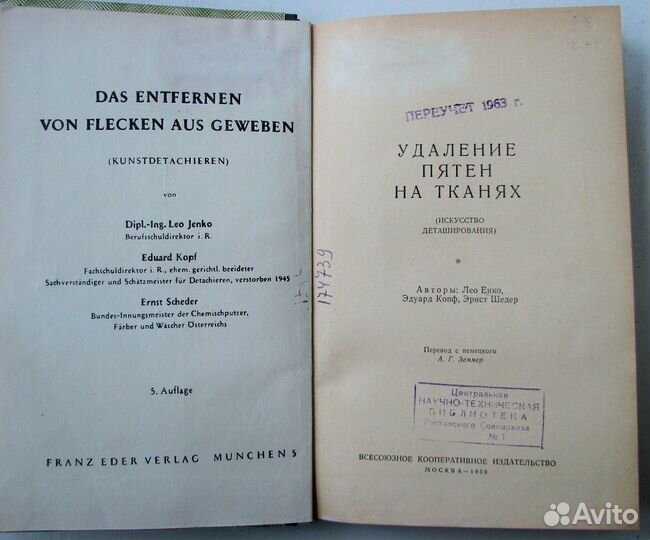 DAS ENTFERNEN
VON FLECKEN AUS GEWEBEN
(KUNSTDETACHIEREN)
von
Dipl.-Ing. Leo Jenko
Berufsschuldirektor i. R.
Eduard Kopf
Fachschuldirektor i. R., ehem. gerichtl. beeideter
Sachverständiger und Schätzmeister für Detachieren, verstorben 1945
Ernst Scheder
Bundes-Innungsmeister der Chemischputzer,
Färber und Wäscher Österreichs
5. Auflage
FRANZ EDER VERLAG MÜNCHEN 5
174739
ПЕРЕУЧЕТ 1963 г.
УДАЛЕНИЕ
ПЯТЕН
НА ТКАНЯХ
(ИСКУССТВО
ДЕТАШИРОВАНИЯ)
*
Авторы: Лео Енко,
Эдуард Копф, Эрнст Шедер
Перевод с немецкого
А. Г.Земмер
Центральная
НАУЧНО-ТЕХНИЧЕСКАЯ
БИБЛИОТЕКА
Ростовского Совнархоза
№ 1
ВСЕСОЮЗНОЕ КООПЕРАТИВНОЕ ИЗДАТЕЛЬСТВО
МОСКВА—1959
Avito